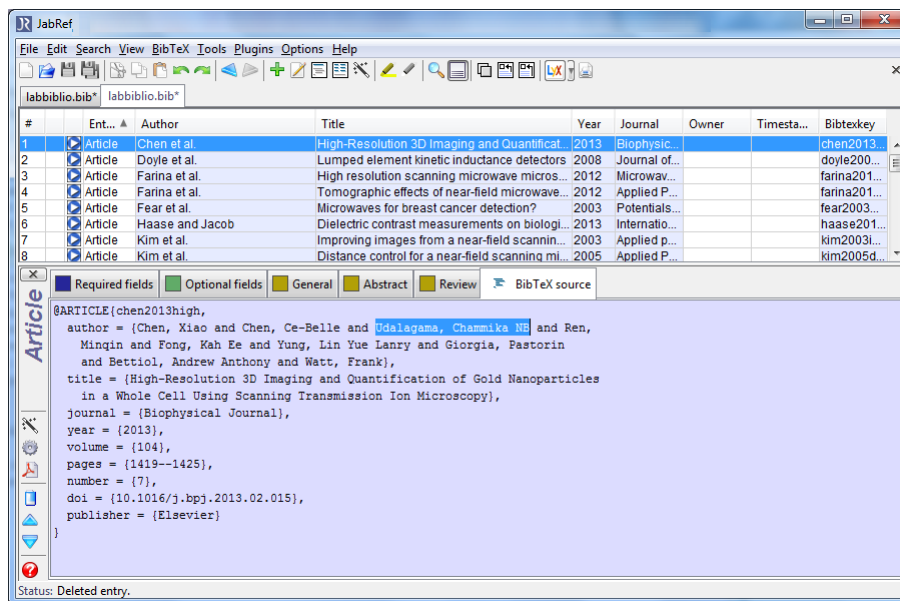 JabRef
File Edit Search View BibTeX Tools Plugins Options Help
labbiblio.bib* labbiblio.bib*
# Ent... Author Title Year Journal Owner Timesta... Bibtexkey
1 Article Chen et al. High-Resolution 3D Imaging and Quantificat... 2013 Biophysic... chen2013...
2 Article Doyle et al. Lumped element kinetic inductance detectors 2008 Journal of... doyle200...
3 Article Farina et al. High resolution scanning microwave micros... 2012 Microwav... farina201...
4 Article Farina et al. Tomographic effects of near-field microwave... 2012 Applied P... farina201...
5 Article Fear et al. Microwaves for breast cancer detection? 2003 Potentials... fear2003...
6 Article Haase and Jacob Dielectric contrast measurements on biologi... 2013 Internatio... haase201...
7 Article Kim et al. Improving images from a near-field scannin... 2003 Applied p... kim2003i...
8 Article Kim et al. Distance control for a near-field scanning mi... 2005 Applied P... kim2005d...
Required fields Optional fields General Abstract Review BibTeX source
Article
@ARTICLE{chen2013high,
author = {Chen, Xiao and Chen, Ce-Belle and Udalagama, Chammika NB and Ren,
Minqin and Fong, Kah Ee and Yung, Lin Yue Lanry and Giorgia, Pastorin
and Bettiol, Andrew Anthony and Watt, Frank},
title = {High-Resolution 3D Imaging and Quantification of Gold Nanoparticles
in a Whole Cell Using Scanning Transmission Ion Microscopy},
journal = {Biophysical Journal},
year = {2013},
volume = {104},
pages = {1419--1425},
number = {7},
doi = {10.1016/j.bpj.2013.02.015},
publisher = {Elsevier}
}
Status: Deleted entry.